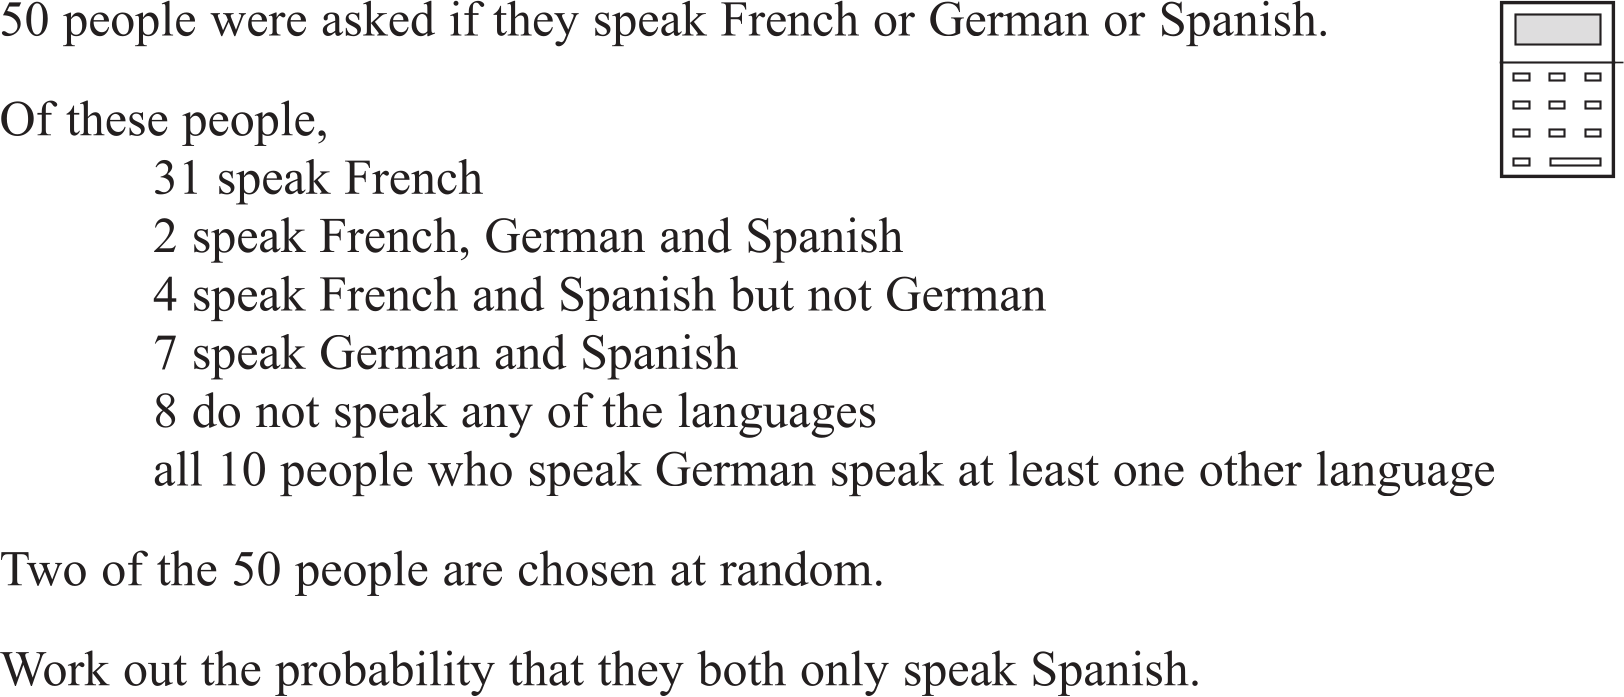 50 people were asked if they speak French or German or Spanish.
Of these people,
31 speak French
2 speak French, German and Spanish
4 speak French and Spanish but not German
7 speak German and Spanish
8 do not speak any of the languages
all 10 people who speak German speak at least one other language
Two of the 50 people are chosen at random.
Work out the probability that they both only speak Spanish.